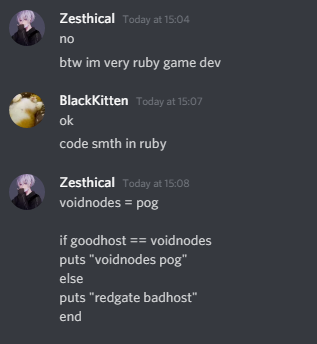 Zesthical Today at 15:04
no
btw im very ruby game dev
BlackKitten Today at 15:07
ok
code smth in ruby
Zesthical Today at 15:08
voidnodes = pog
if goodhost == voidnodes
puts "voidnodes pog"
else
puts "redgate badhost"
end